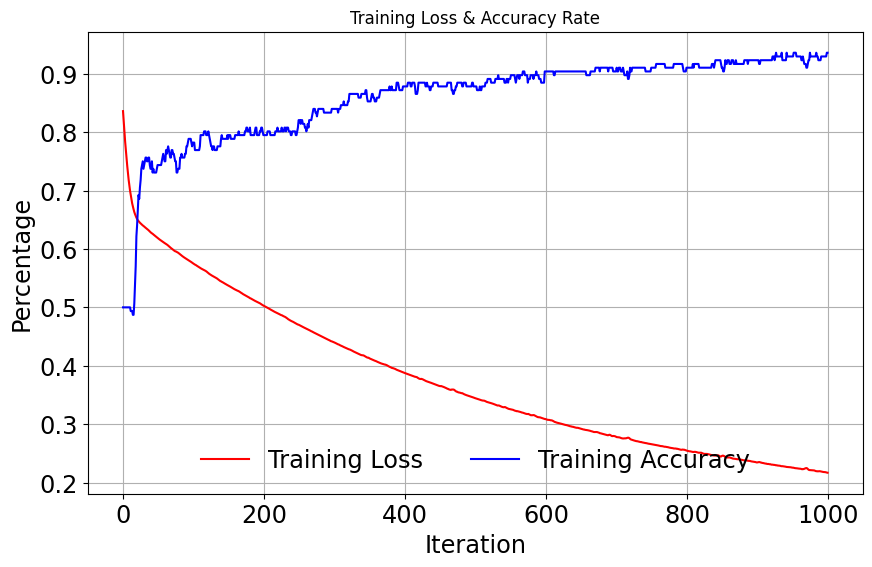 Training Loss & Accuracy Rate
Percentage
0.9
0.8
0.7
0.6
0.5
0.4
0.3
0.2
Training Loss
Training Accuracy
0 200 400 600 800 1000
Iteration